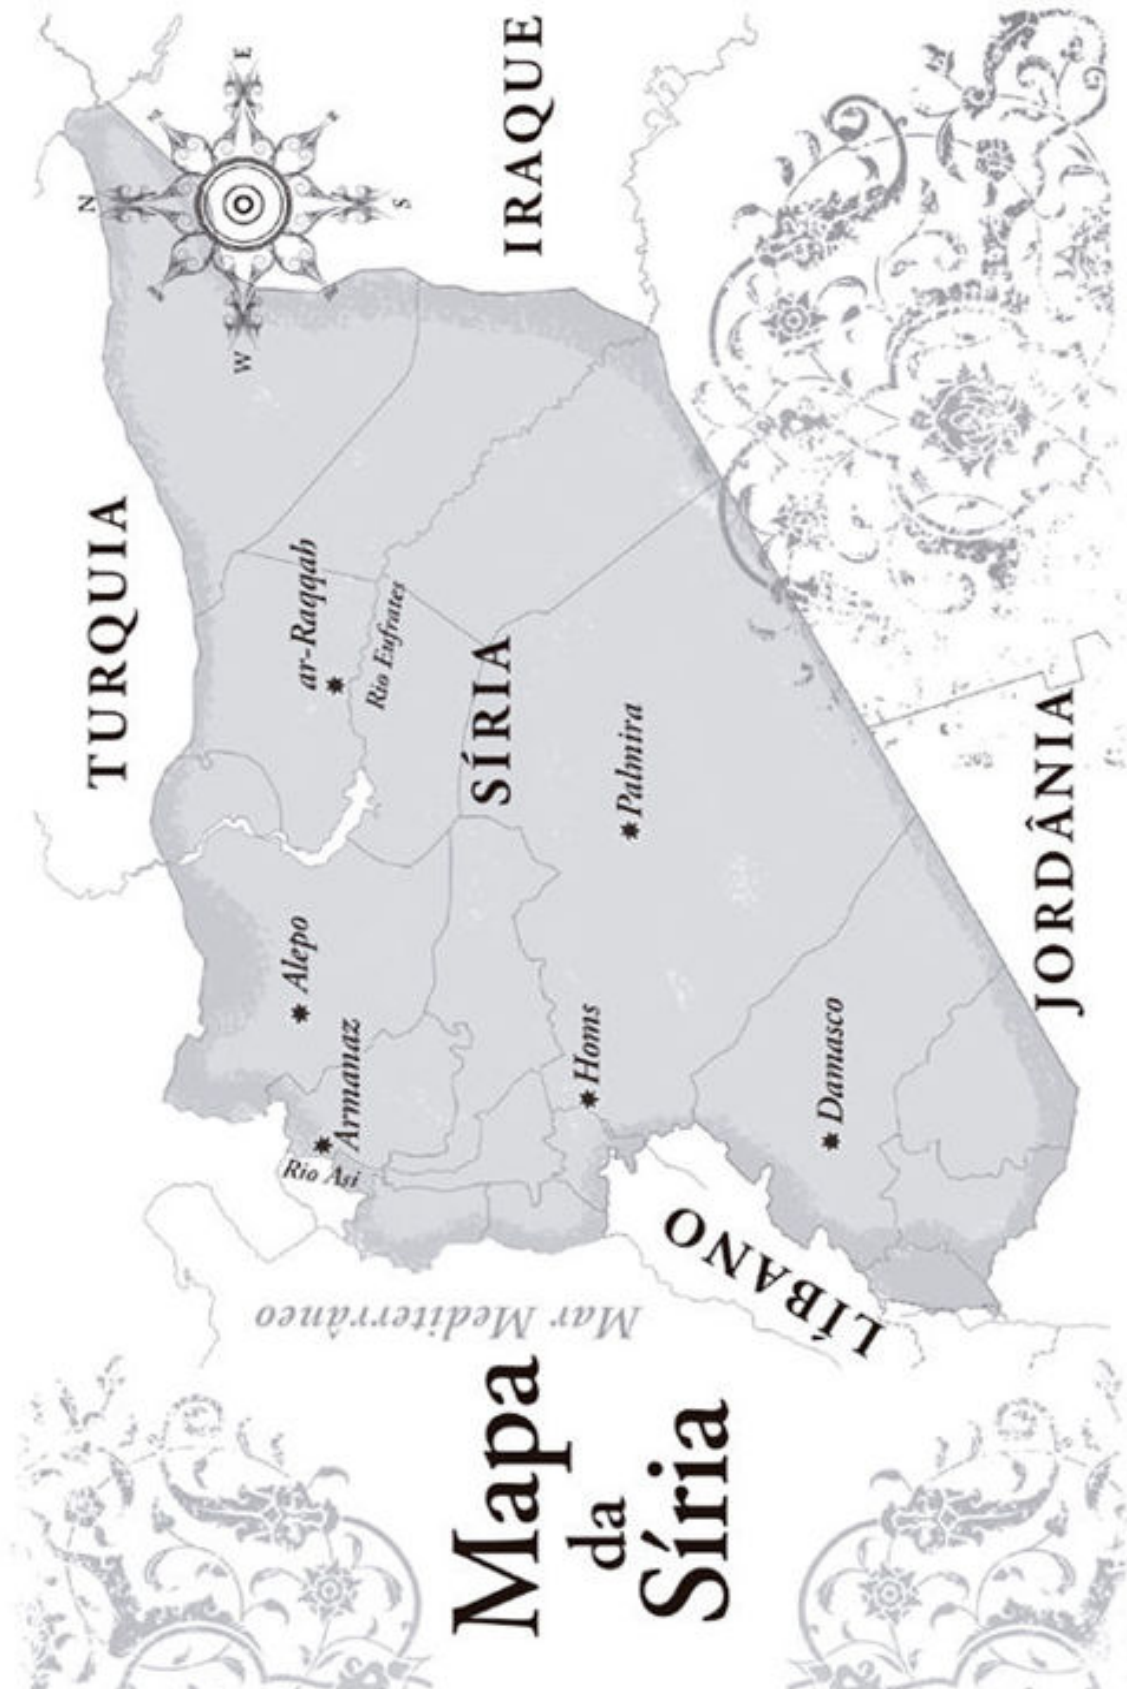 Mapa
da
Síria
TURQUIA
IRAQUE
SÍRIA
JORDÂNIA
LÍBANO
Mar Mediterrâneo
Alepo
Armanaz
Rio Asi
ar-Raqqah
Rio Eufrates
Palmira
Homs
Damasco
N
E
S
W